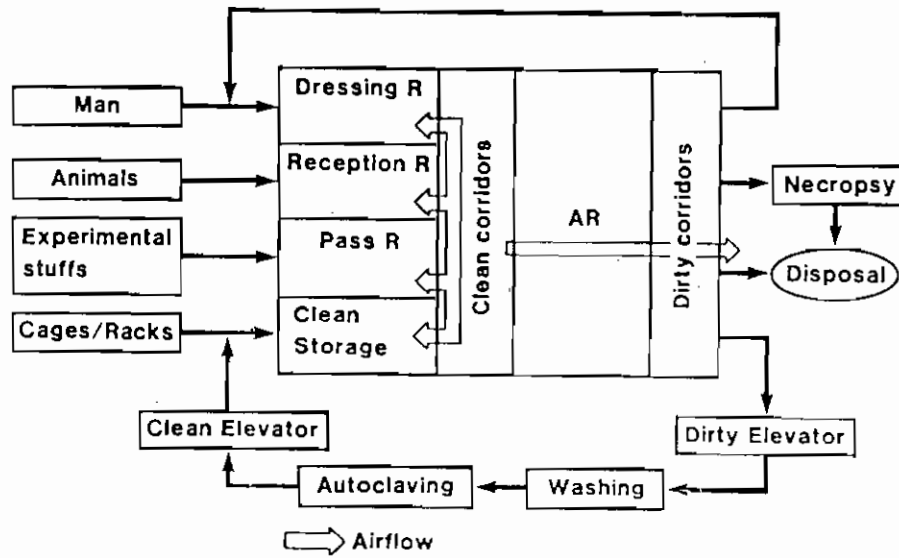 Man
Dressing R
Animals
Reception R
Experimental
stuffs
Pass R
Cages/Racks
Clean
Storage
Clean corridors
AR
Dirty corridors
Necropsy
Disposal
Clean Elevator
Dirty Elevator
Autoclaving
Washing
Airflow